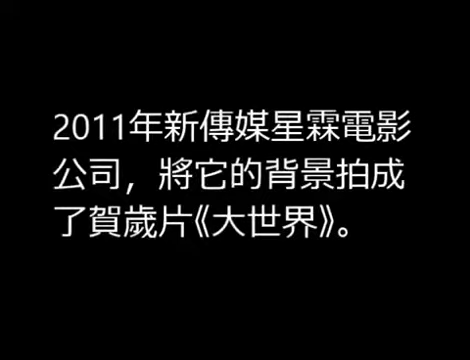 2011年新傳媒星霖電影
公司，將它的背景拍成
了賀歲片《大世界》。